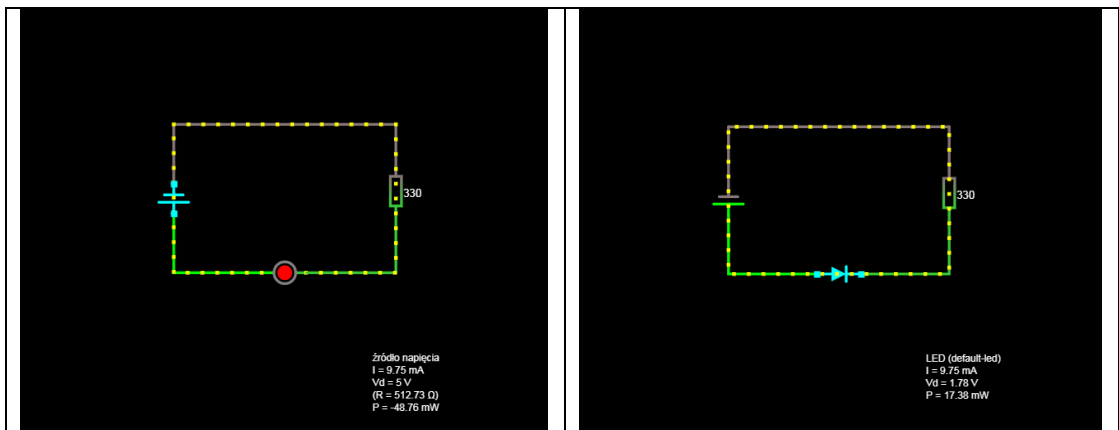 330
źródło napięcia
I = 9.75 mA
Vd = 5 V
(R = 512.73 Ω)
P = -48.76 mW
330
LED (default-led)
I = 9.75 mA
Vd = 1.78 V
P = 17.38 mW